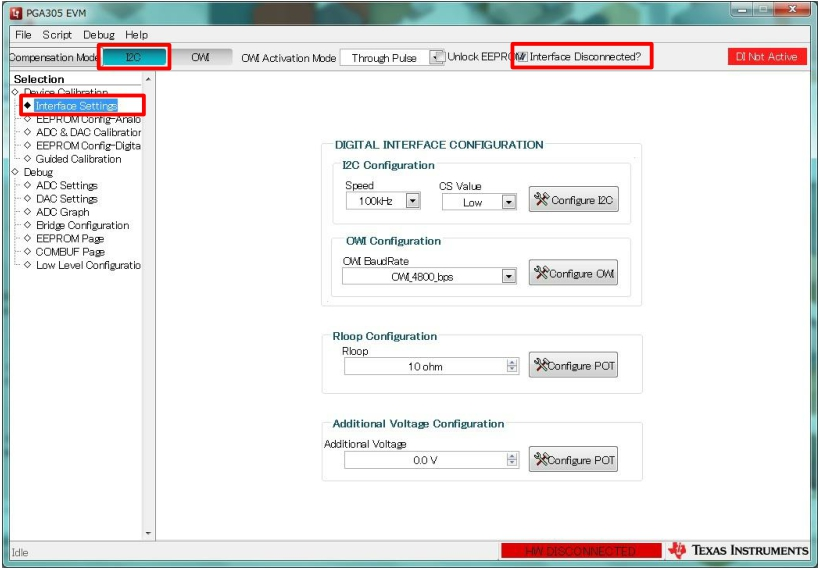 PGA305 EVM
File Script Debug Help
Compensation Mode I2C OWI OWI Activation Mode Through Pulse Unlock EEPROM Interface Disconnected? DI Not Active
Selection
Device Calibration
Interface Settings
EEPROM Config-Analo
ADC & DAC Calibration
EEPROM Config-Digita
Guided Calibration
Debug
ADC Settings
DAC Settings
ADC Graph
Bridge Configuration
EEPROM Page
COMBUF Page
Low Level Configuratio
DIGITAL INTERFACE CONFIGURATION
I2C Configuration
Speed CS Value
100kHz Low Configure I2C
OWI Configuration
OWI BaudRate
OWI_4800_bps Configure OWI
Rloop Configuration
Rloop
10 ohm Configure POT
Additional Voltage Configuration
Additional Voltage
0.0 V Configure POT
Idle HW DISCONNECTED TEXAS INSTRUMENTS